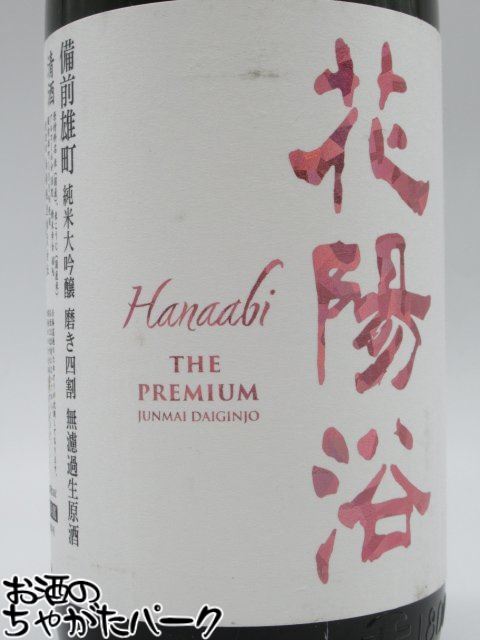 花陽浴
Hanaabi
THE
PREMIUM
JUNMAI DAIGINJO
備前雄町 純米大吟醸 磨き四割 無濾過生原酒
清酒
お酒の
ちゃがたパーク